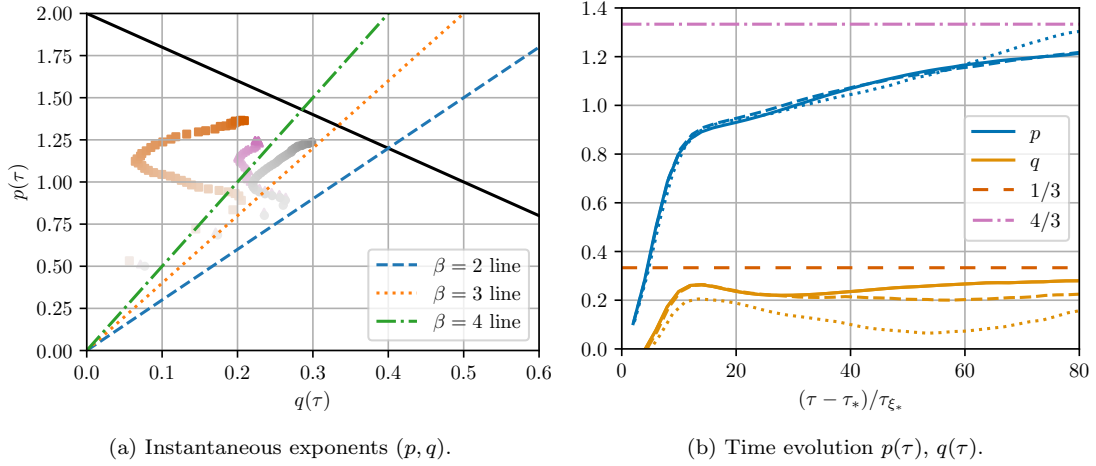 2.00
1.75
1.50
1.25
1.00
0.75
0.50
0.25
0.00
p(τ)
0.0 0.1 0.2 0.3 0.4 0.5 0.6
q(τ)
β = 2 line
β = 3 line
β = 4 line
(a) Instantaneous exponents (p, q).
1.4
1.2
1.0
0.8
0.6
0.4
0.2
0.0
0 20 40 60 80
(τ − τ*)/τξ*
p
q
1/3
4/3
(b) Time evolution p(τ), q(τ).